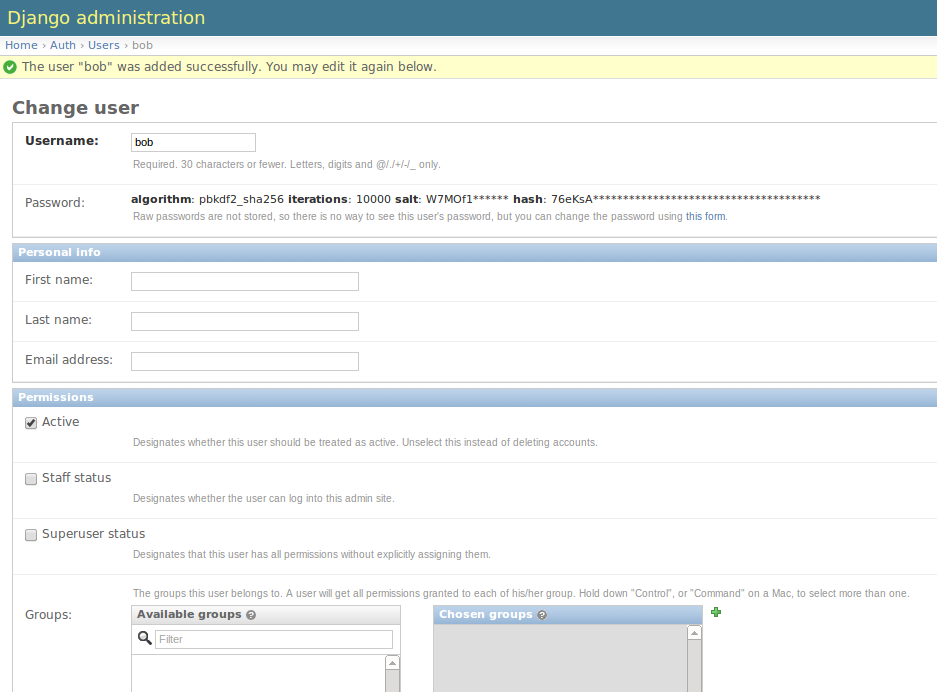 Django administration
Home › Auth › Users › bob
The user "bob" was added successfully. You may edit it again below.
Change user
Username: bob
Required. 30 characters or fewer. Letters, digits and @/./+/-/_ only.
Password: algorithm: pbkdf2_sha256 iterations: 10000 salt: W7MOf1****** hash: 76eKsA**************************************
Raw passwords are not stored, so there is no way to see this user's password, but you can change the password using this form.
Personal info
First name:
Last name:
Email address:
Permissions
Active
Designates whether this user should be treated as active. Unselect this instead of deleting accounts.
Staff status
Designates whether the user can log into this admin site.
Superuser status
Designates that this user has all permissions without explicitly assigning them.
The groups this user belongs to. A user will get all permissions granted to each of his/her group. Hold down "Control", or "Command" on a Mac, to select more than one.
Groups: Available groups ? Chosen groups ?
Filter